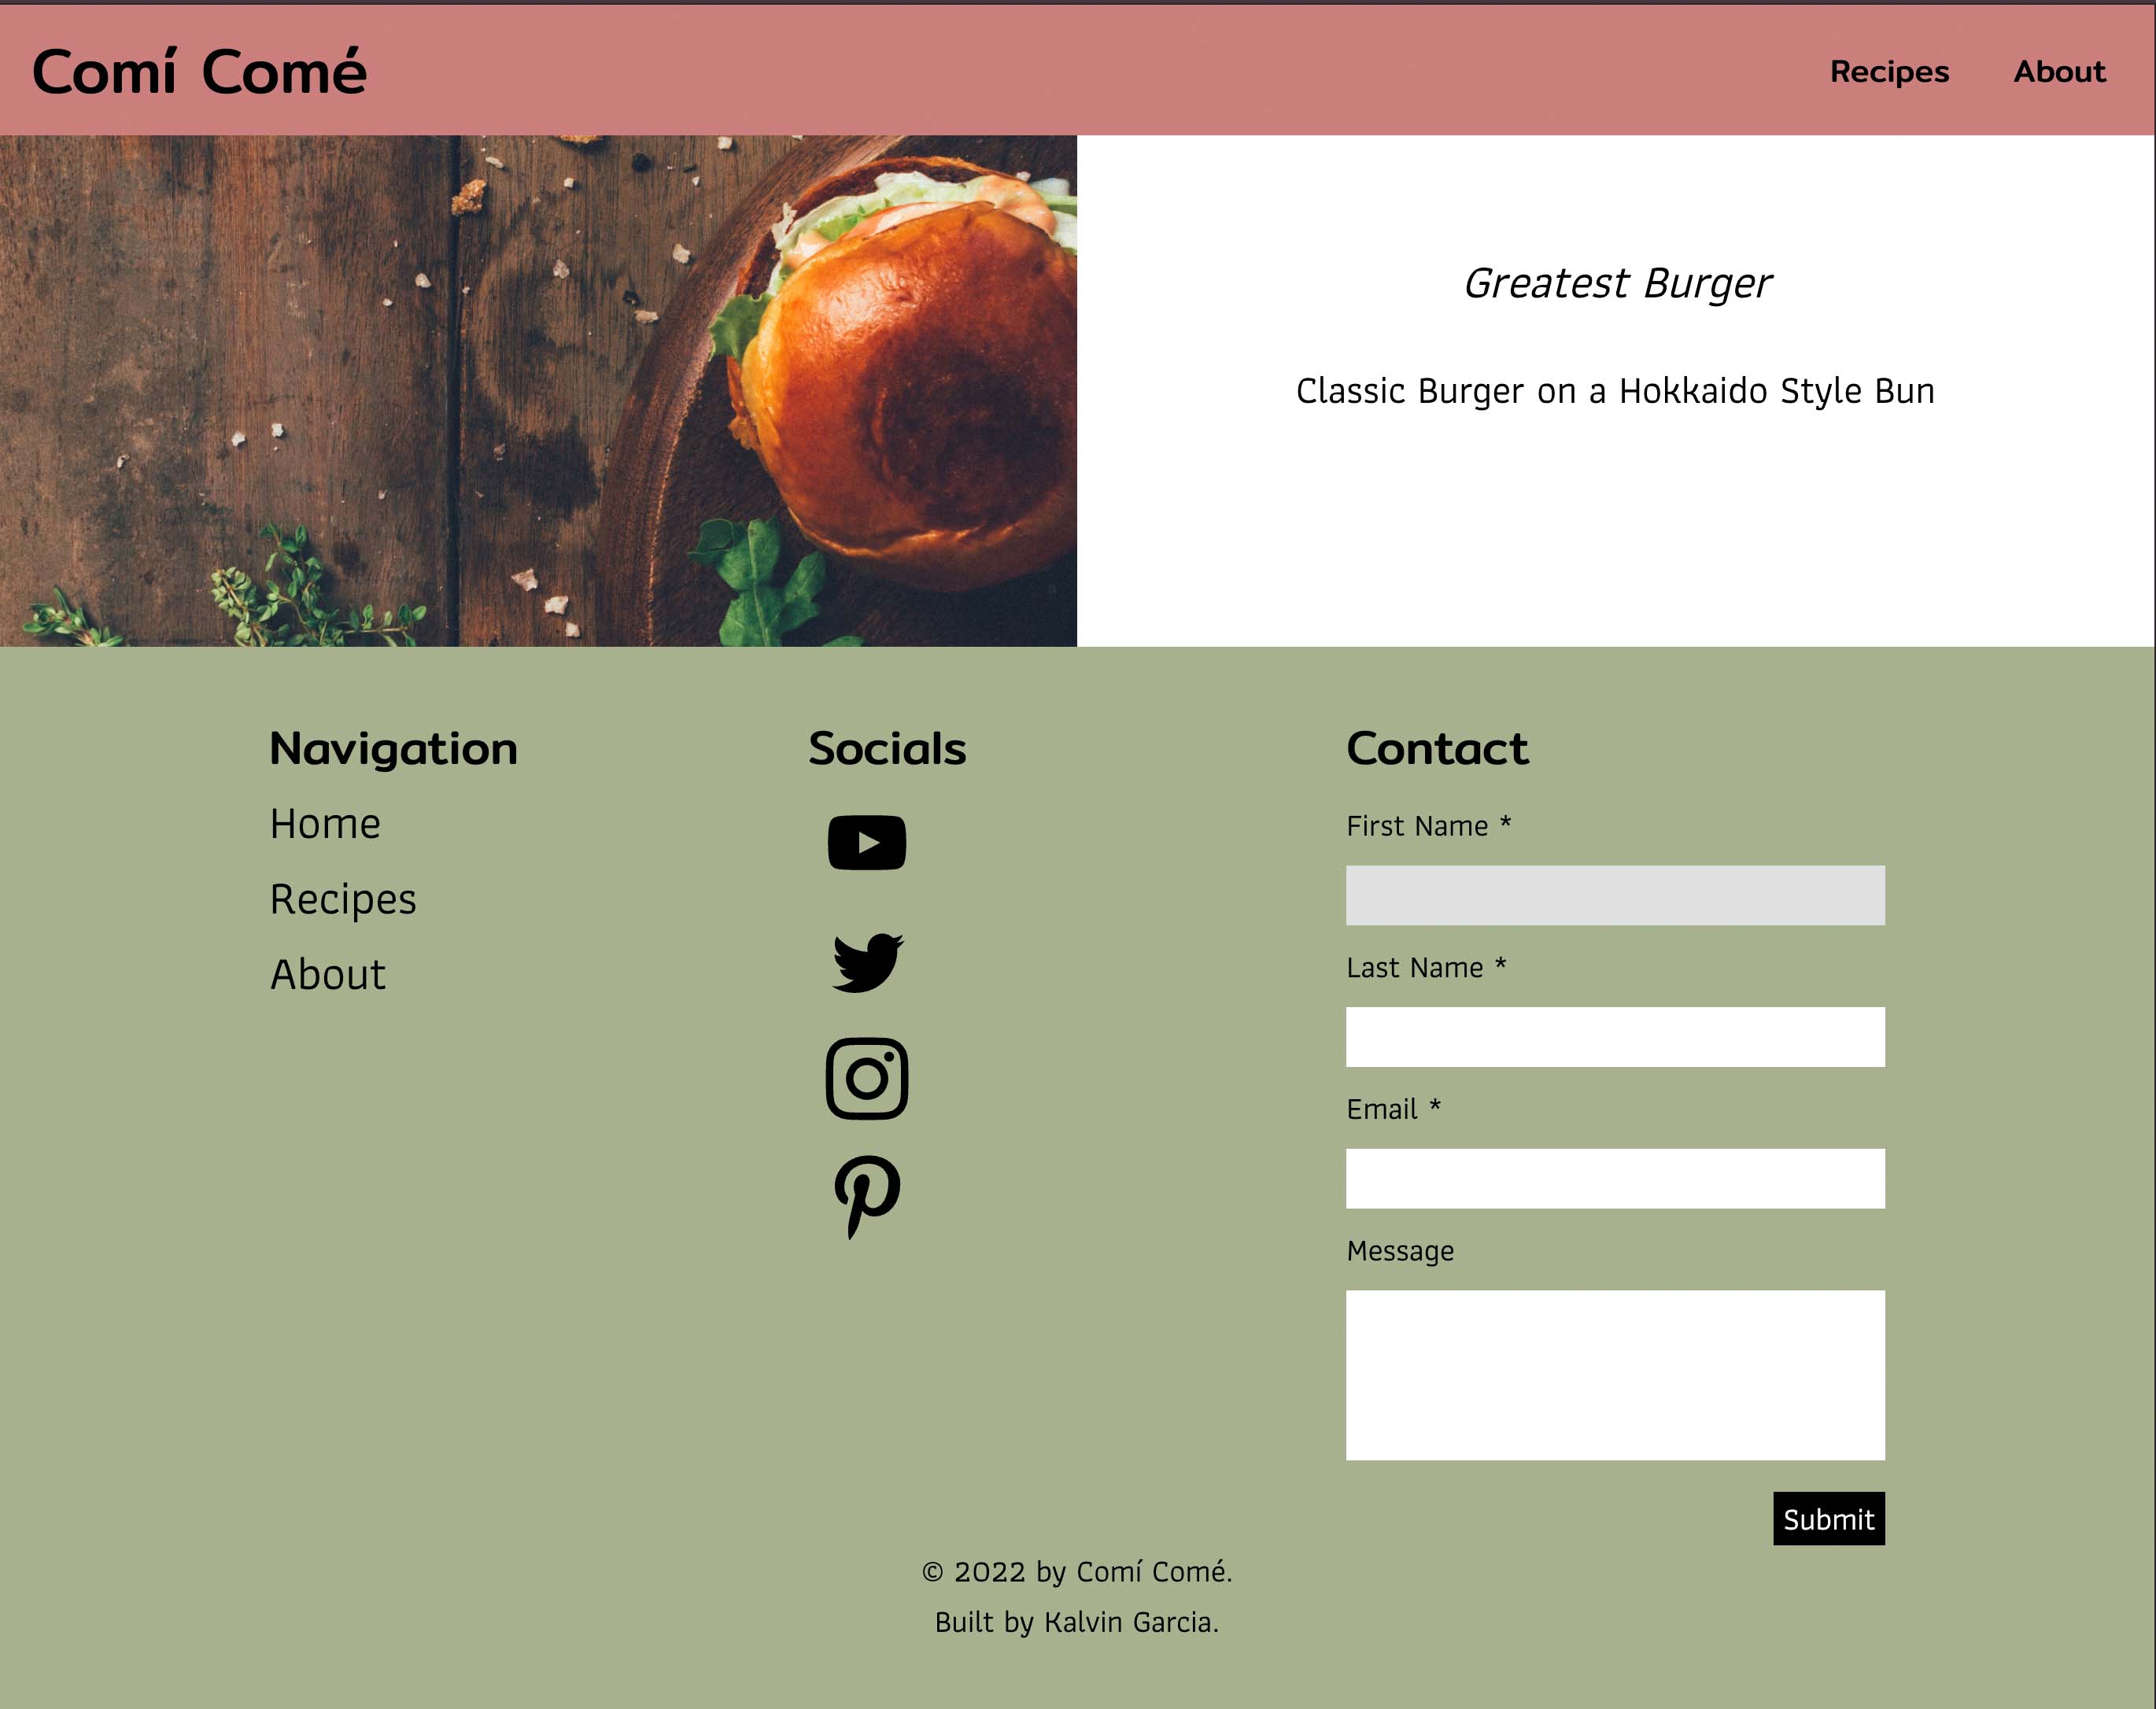 Comí Comé
Recipes About
Greatest Burger
Classic Burger on a Hokkaido Style Bun
Navigation
Home
Recipes
About
Socials
Contact
First Name *
Last Name *
Email *
Message
Submit
© 2022 by Comí Comé.
Built by Kalvin Garcia.